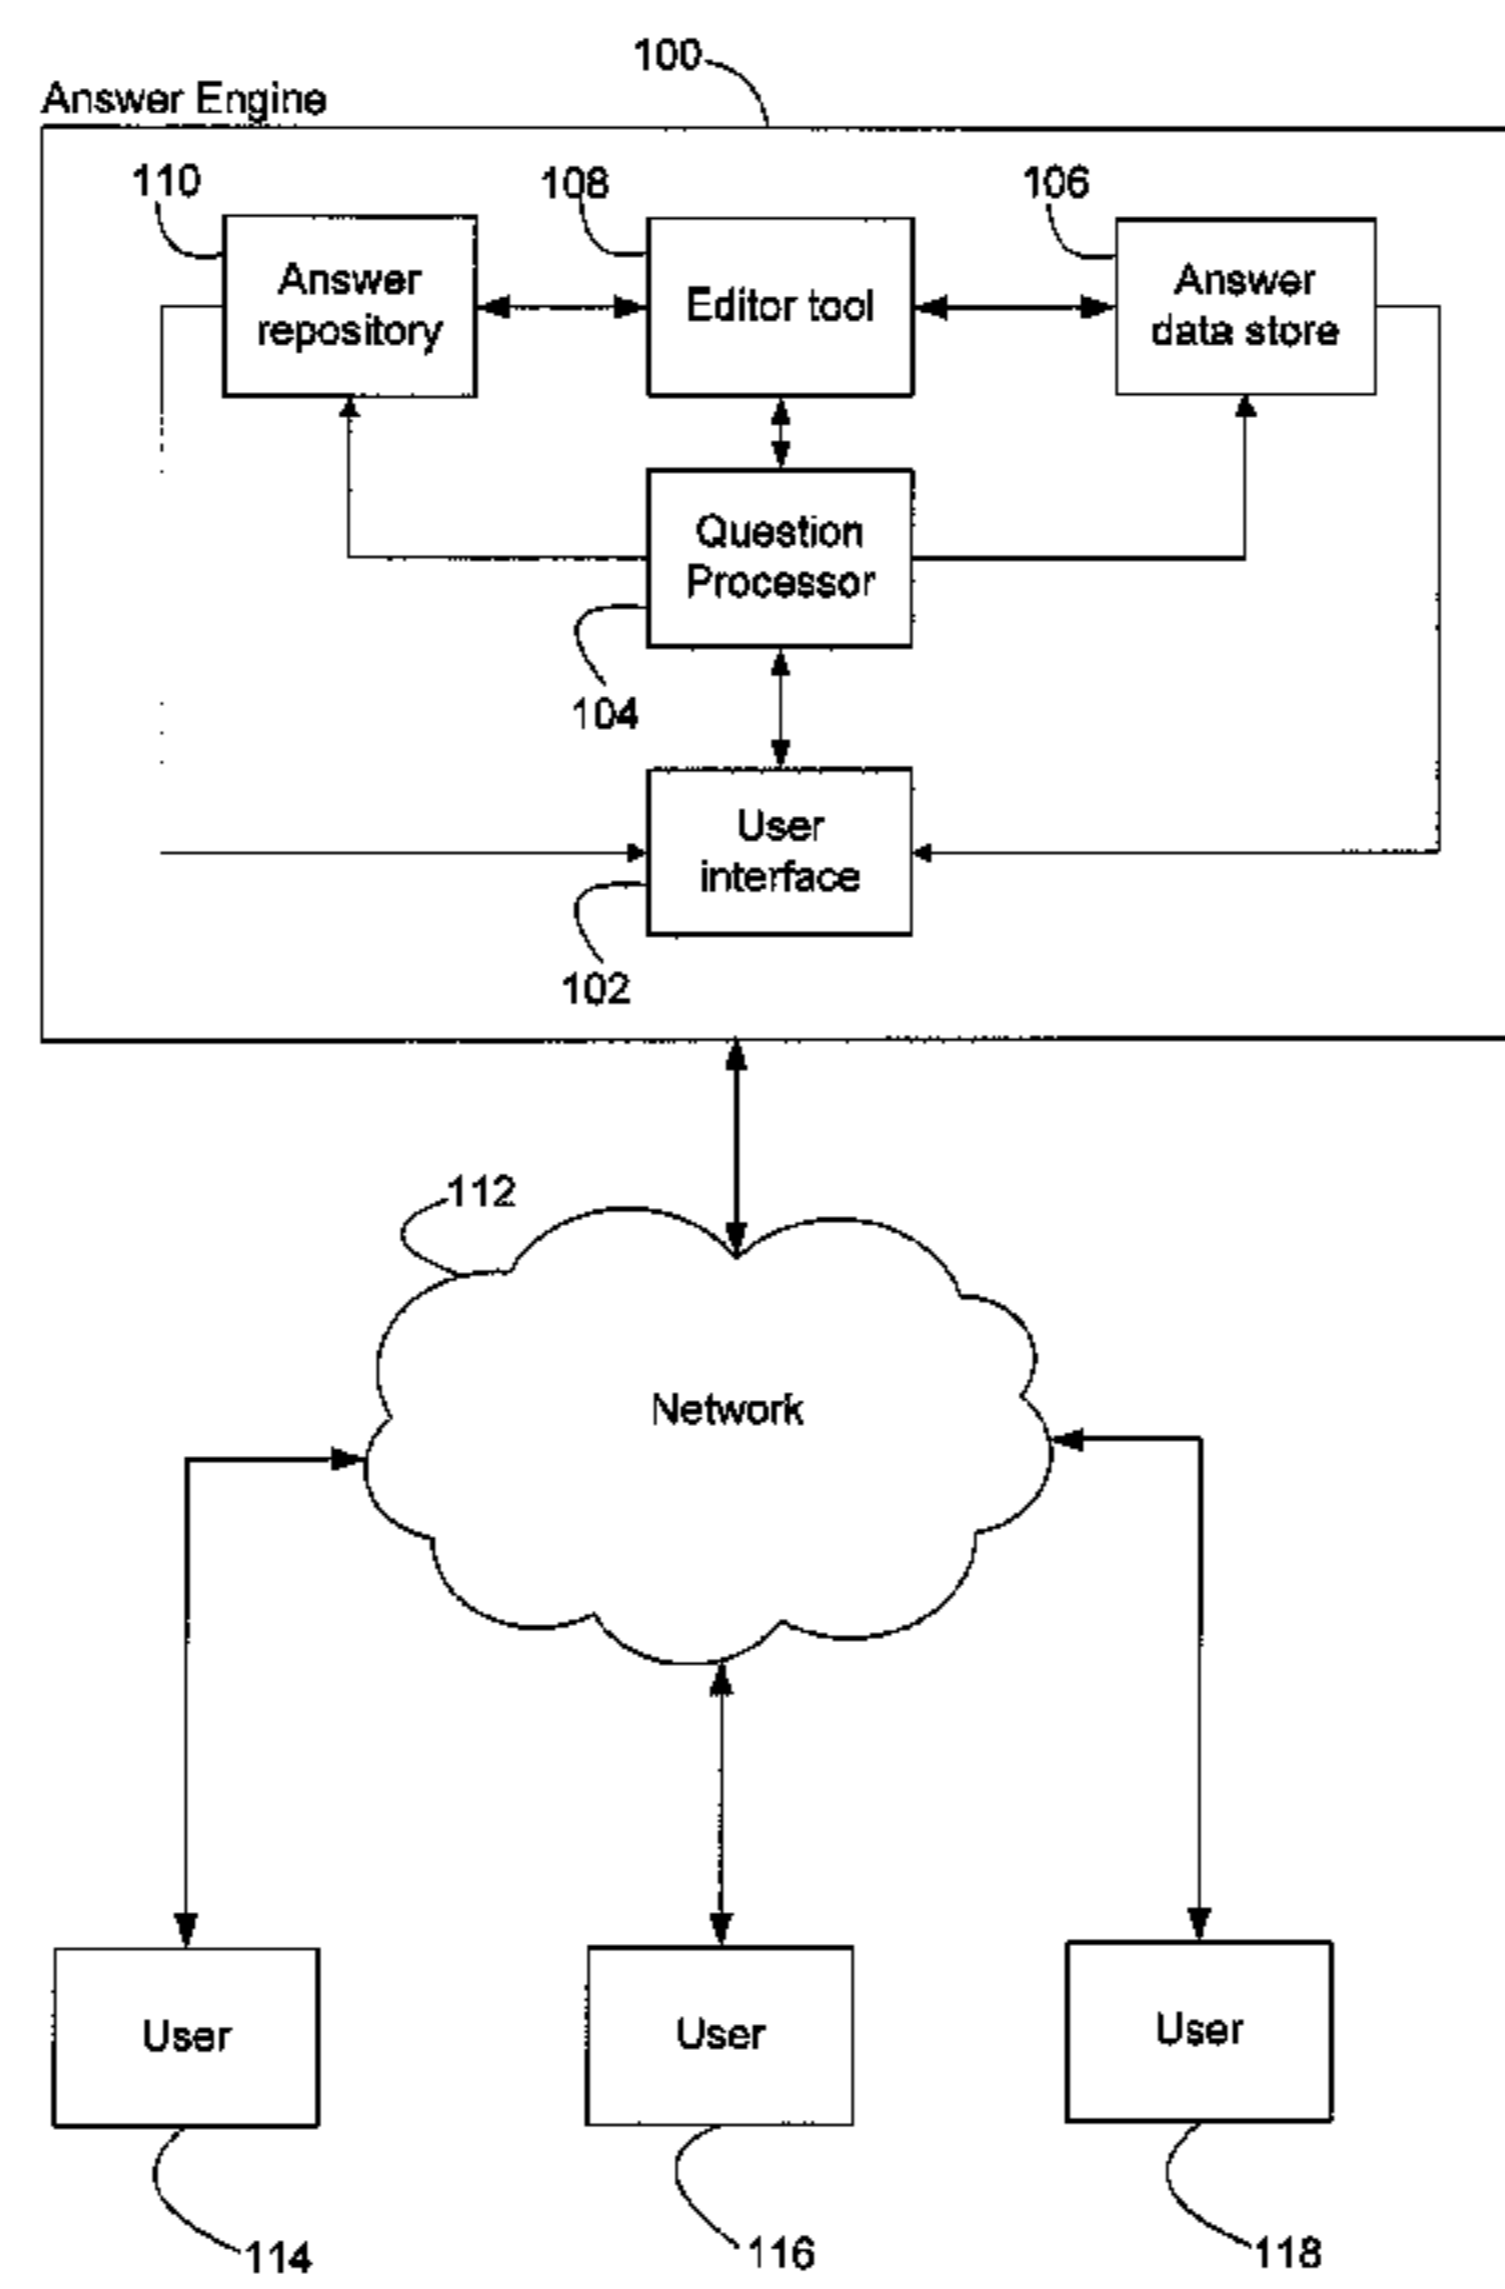 100
Answer Engine
110
108
106
Answer
repository
Editor tool
Answer
data store
Question
Processor
104
User
interface
102
112
Network
User
User
User
114
116
118